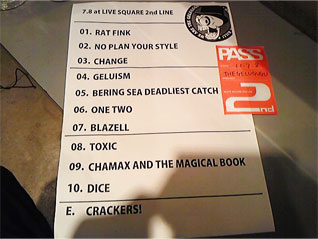 7.8 at LIVE SQUARE 2nd LINE
01. RAT FINK
02. NO PLAN YOUR STYLE
03. CHANGE
04. GELUISM
05. BERING SEA DEADLIEST CATCH
06. ONE TWO
07. BLAZELL
08. TOXIC
09. CHAMAX AND THE MAGICAL BOOK
10. DICE
E. CRACKERS!
PASS
2nd